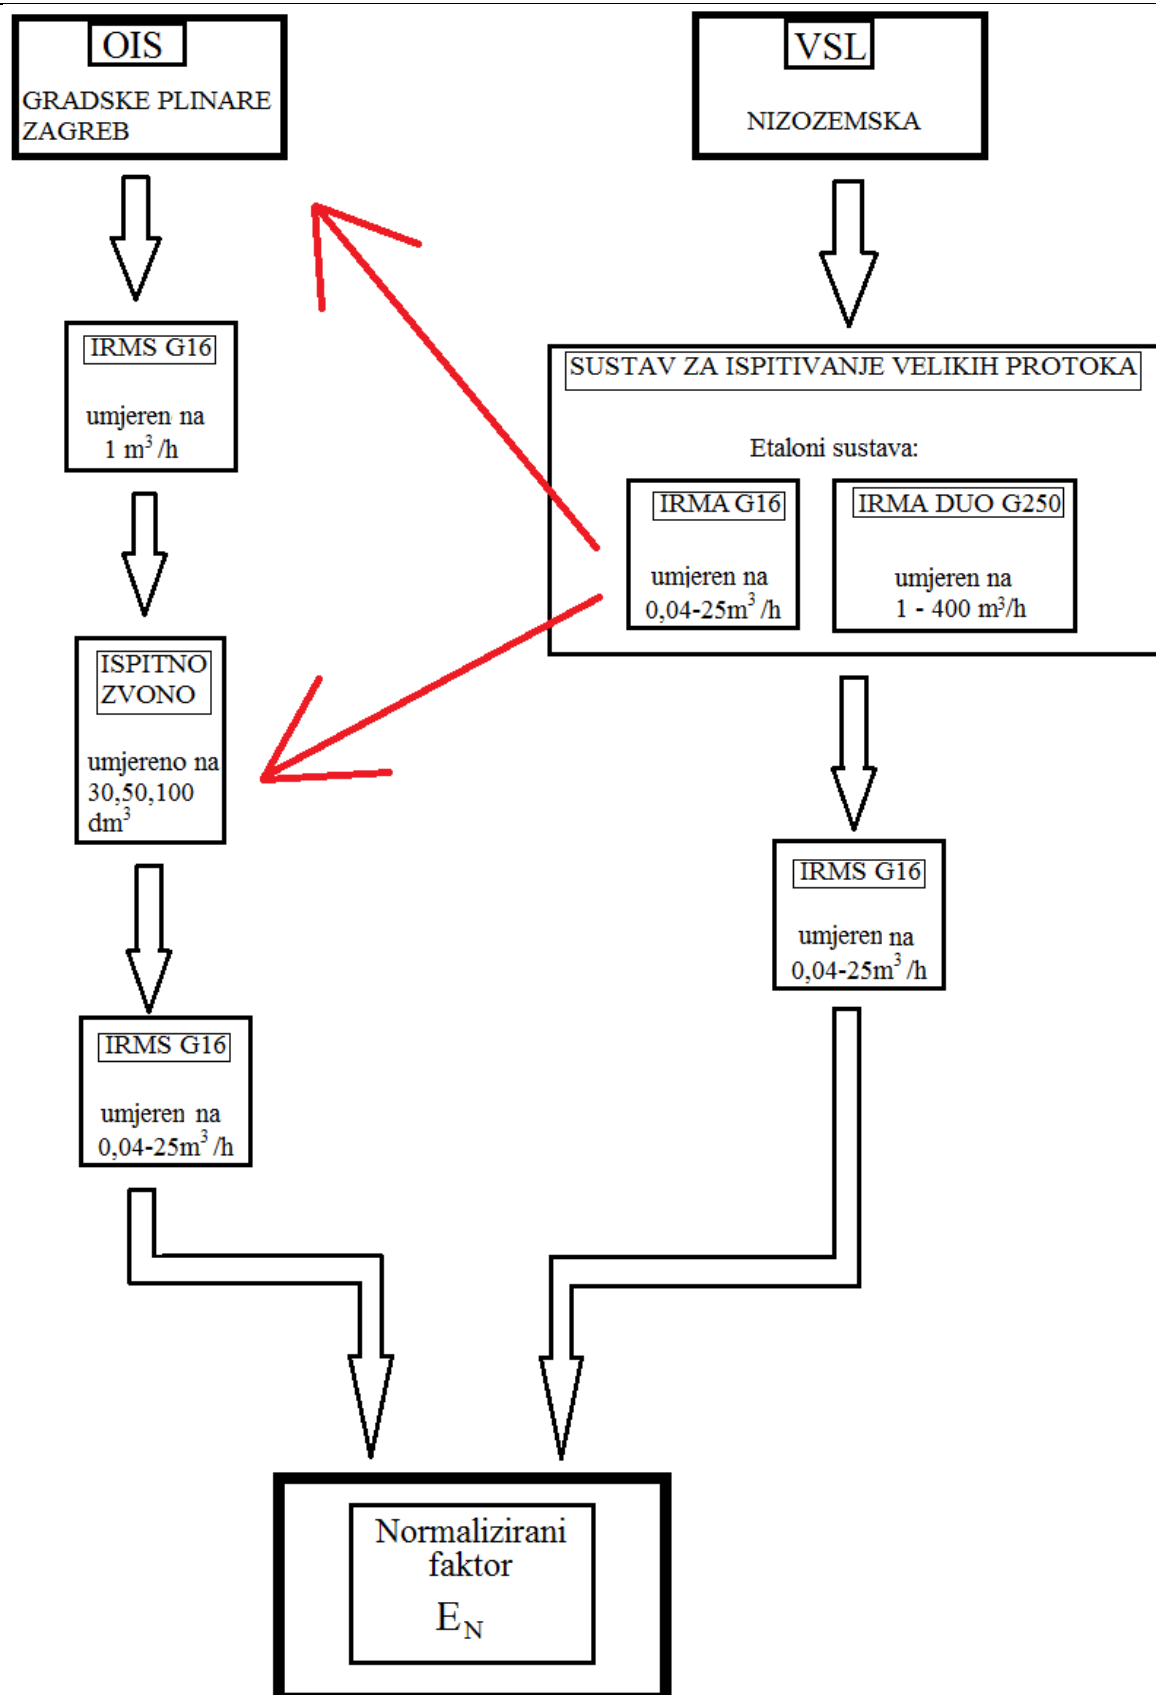 OIS
GRADSKE PLINARE
ZAGREB
VSL
NIZOZEMSKA
IRMS G16
umjeren na
1 m³ /h
SUSTAV ZA ISPITIVANJE VELIKIH PROTOKA
Etaloni sustava:
IRMA G16
umjeren na
0,04-25m³ /h
IRMA DUO G250
umjeren na
1 - 400 m³/h
ISPITNO
ZVONO
umjereno na
30,50,100
dm³
IRMS G16
umjeren na
0,04-25m³ /h
IRMS G16
umjeren na
0,04-25m³ /h
Normalizirani
faktor
E_N